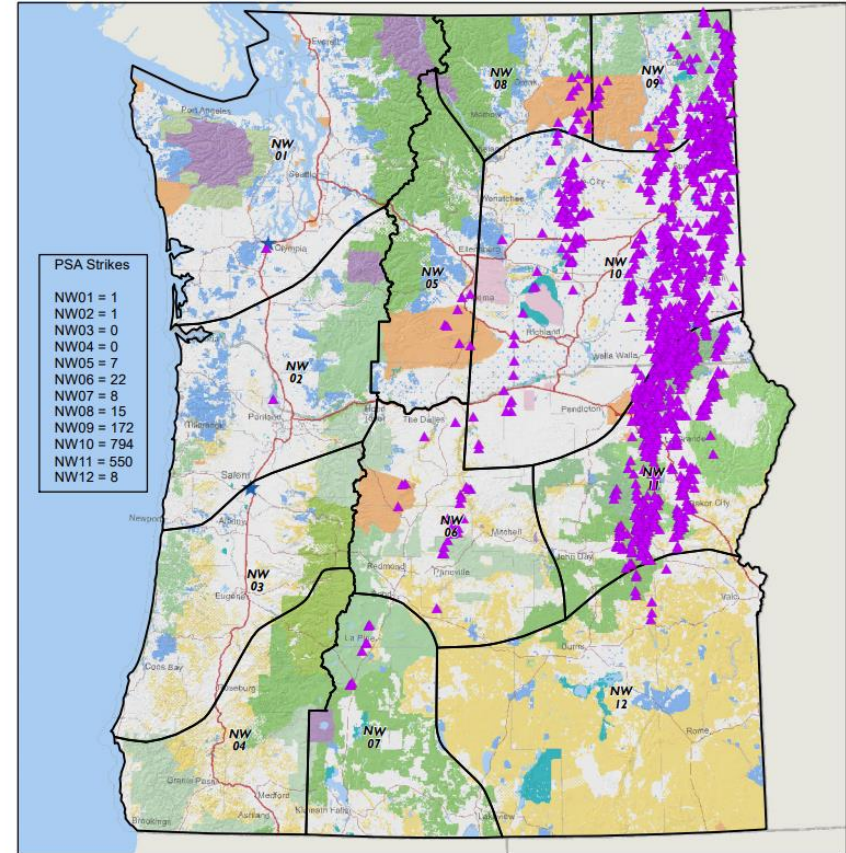 PSA Strikes
NW01 = 1
NW02 = 1
NW03 = 0
NW04 = 0
NW05 = 7
NW06 = 22
NW07 = 8
NW08 = 15
NW09 = 172
NW10 = 794
NW11 = 550
NW12 = 8
Everett
NW
08
NW
09
Port Angeles
NW
01
Seattle
Wenatchee
Olympia
Ellensburg
NW
05
NW
10
Richland
NW
02
Walla Walla
Portland
The Dalles
Pendleton
Salem
NW
11
Newport
Albany
NW
06
Mitchell
John Day
Redmond
Prineville
NW
03
Eugene
La Pine
Burns
Coos Bay
Roseburg
NW
12
Rome
NW
04
NW
07
Grants Pass
Medford
Ashland
Klamath Falls
Brookings
Lakeview